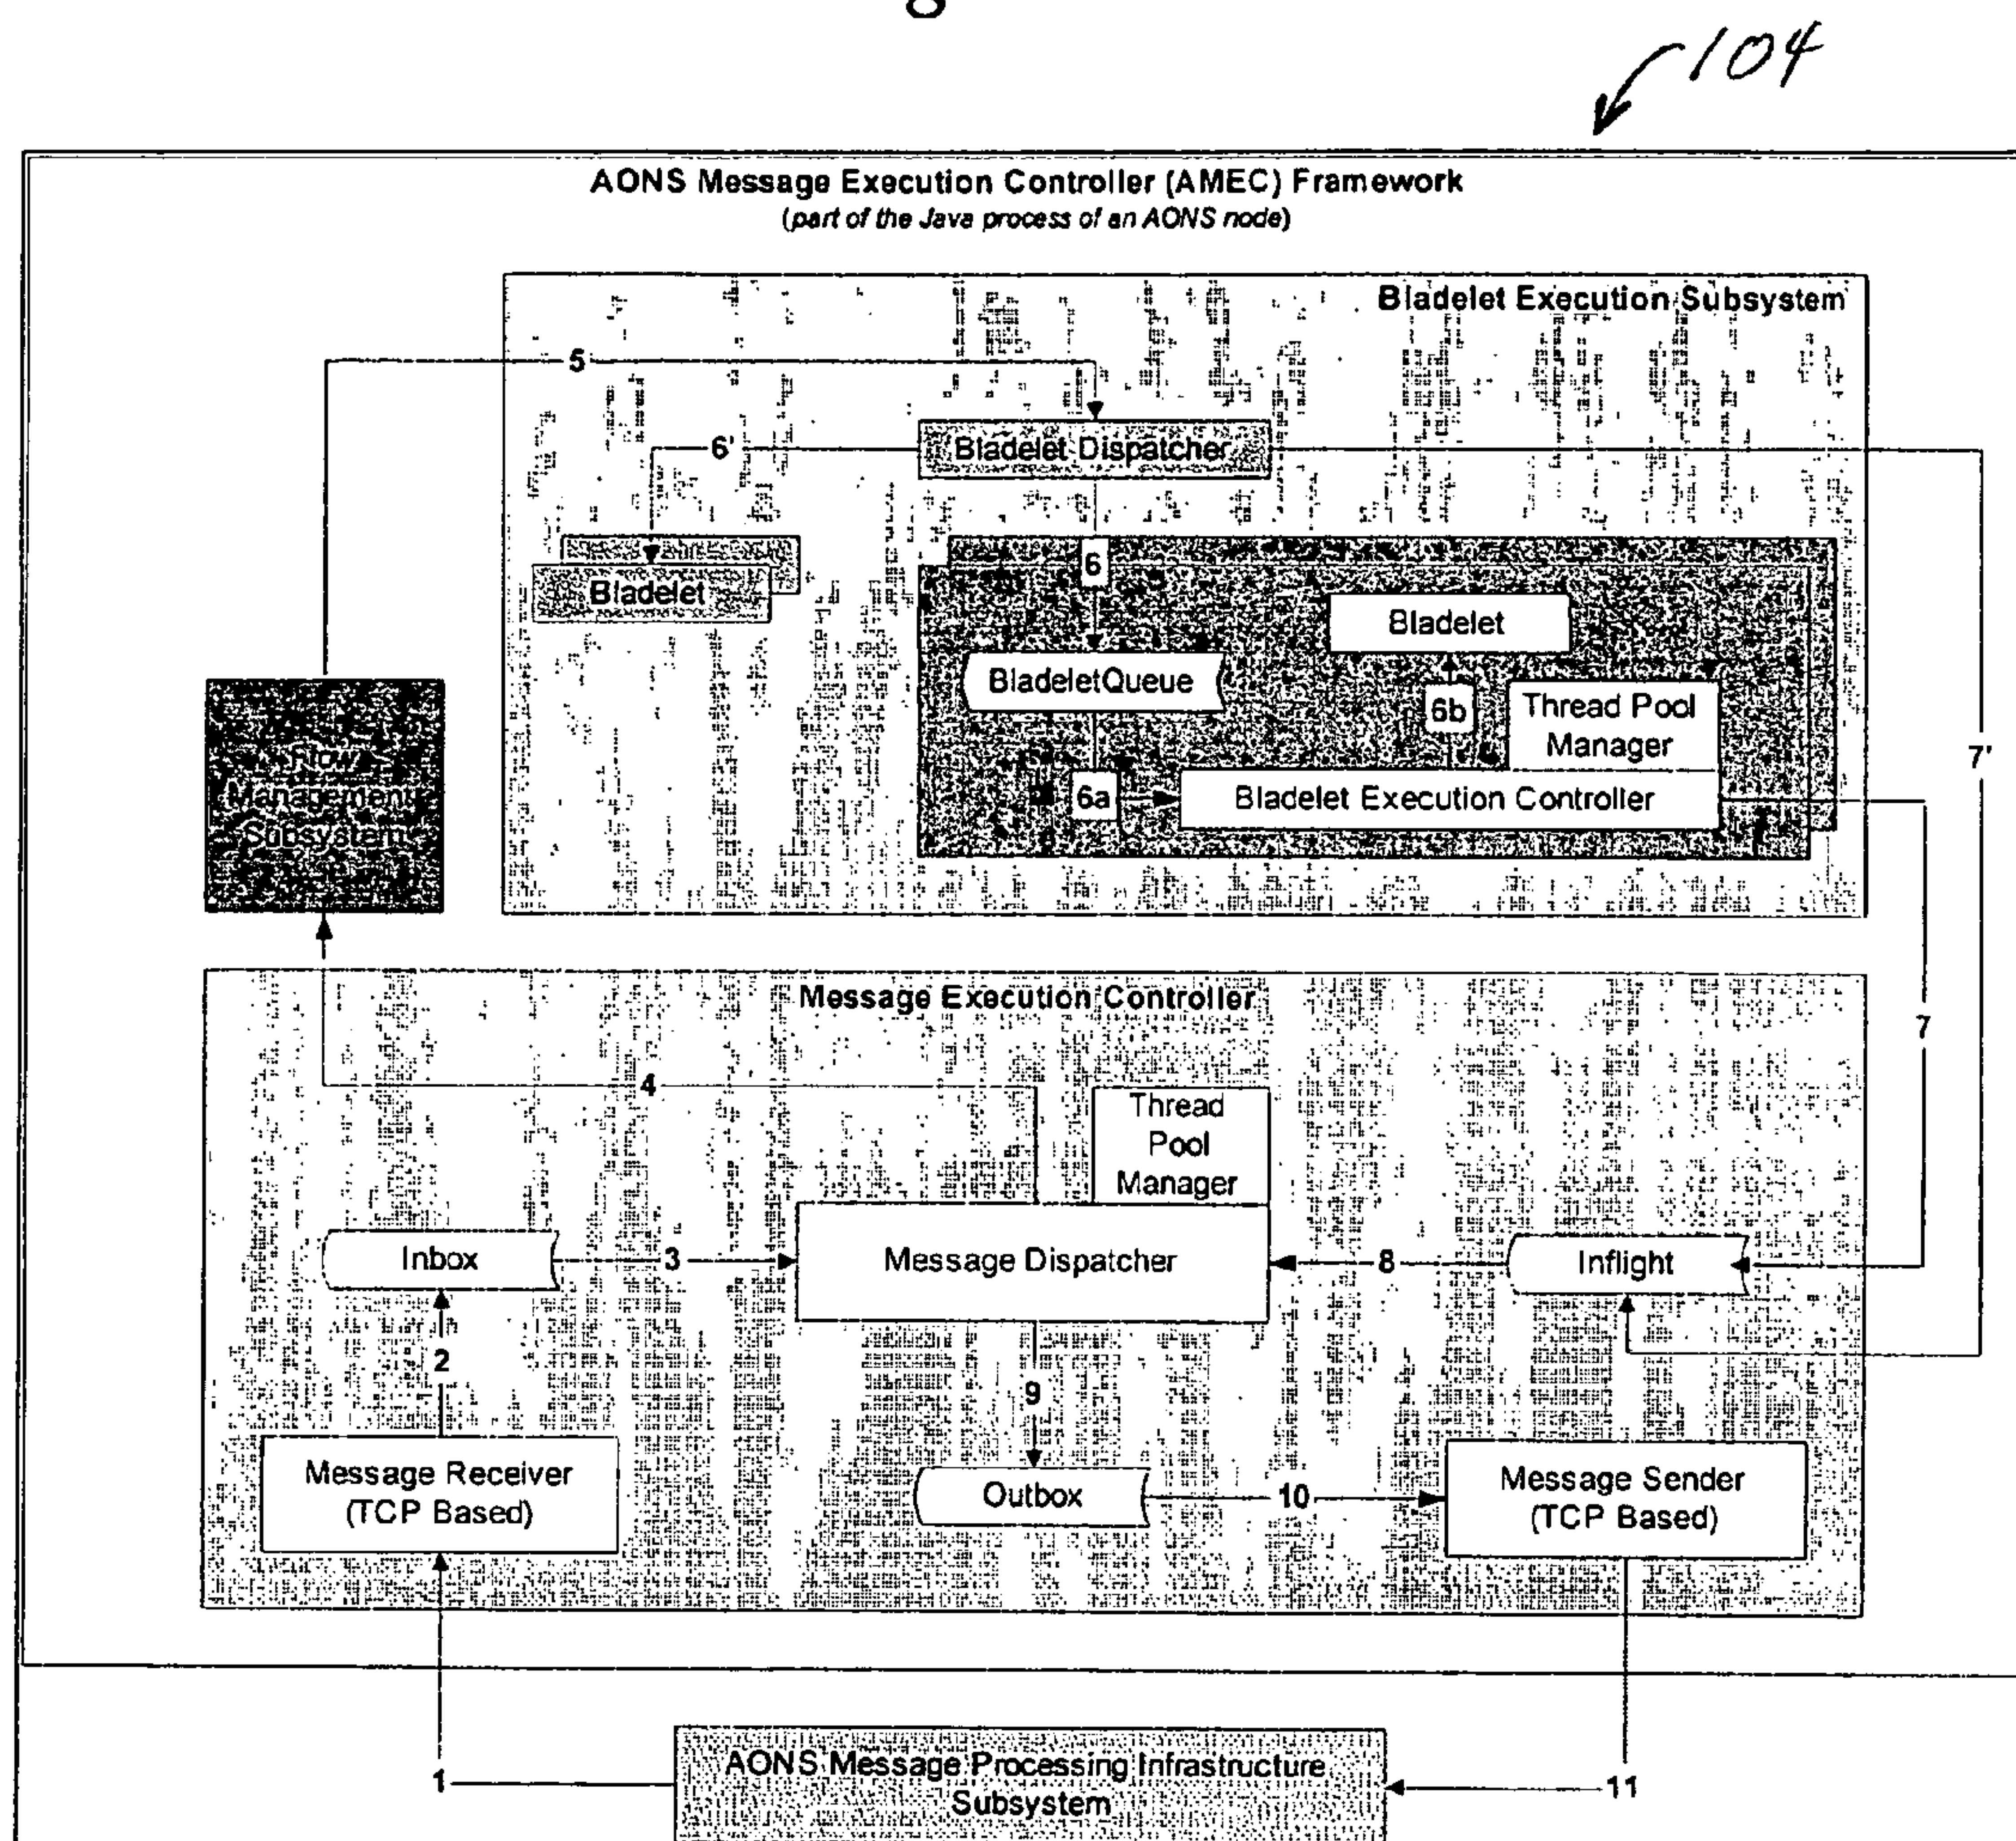 104
AONS Message Execution Controller (AMEC) Framework
(part of the Java process of an AONS node)
Bladelet Execution Subsystem
5
Bladelet Dispatcher
6'
6
Bladelet
Bladelet
BladeletQueue
6b
Thread Pool
Manager
7'
6a
Bladelet Execution Controller
Flow
Management
Subsystem
Message Execution Controller
7
4
Thread
Pool
Manager
Inbox
3
Message Dispatcher
8
Inflight
2
9
Message Receiver
(TCP Based)
Outbox
10
Message Sender
(TCP Based)
1
AONS Message Processing Infrastructure
Subsystem
11